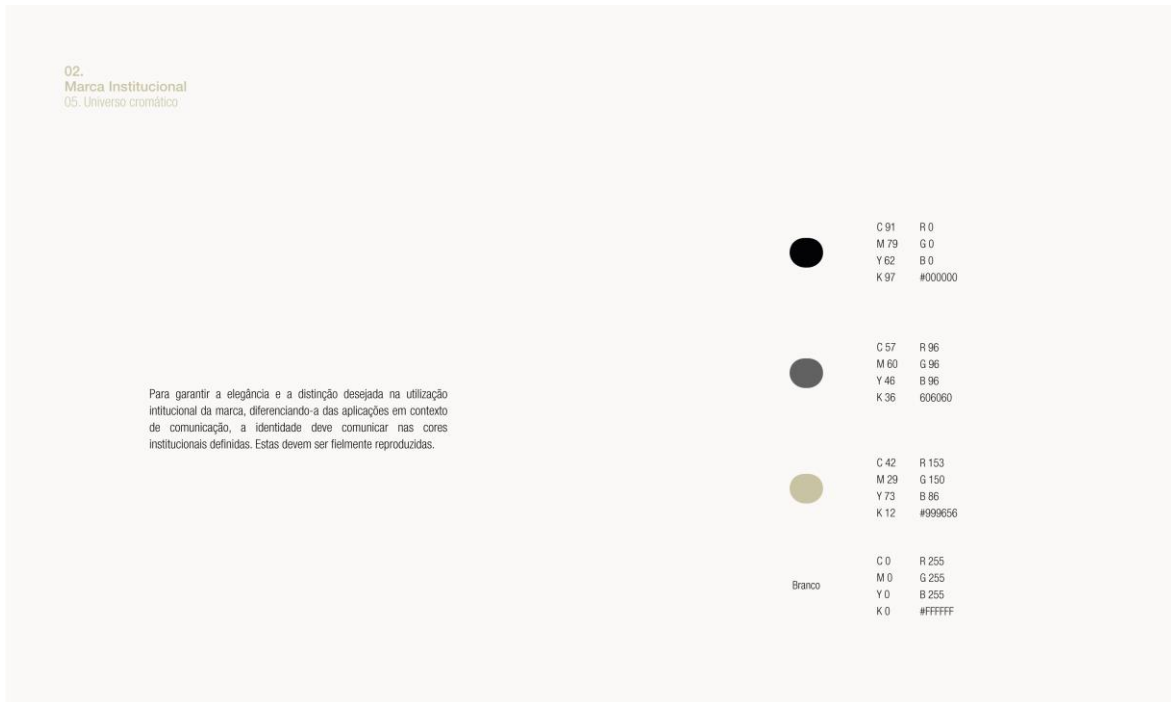 02.
Marca Institucional
05. Universo cromático
Para garantir a elegância e a distinção desejada na utilização
intitucional da marca, diferenciando-a das aplicações em contexto
de comunicação, a identidade deve comunicar nas cores
institucionais definidas. Estas devem ser fielmente reproduzidas.
C 91 R 0
M 79 G 0
Y 62 B 0
K 97 #000000
C 57 R 96
M 60 G 96
Y 46 B 96
K 36 606060
C 42 R 153
M 29 G 150
Y 73 B 86
K 12 #999656
Branco
C 0 R 255
M 0 G 255
Y 0 B 255
K 0 #FFFFFF